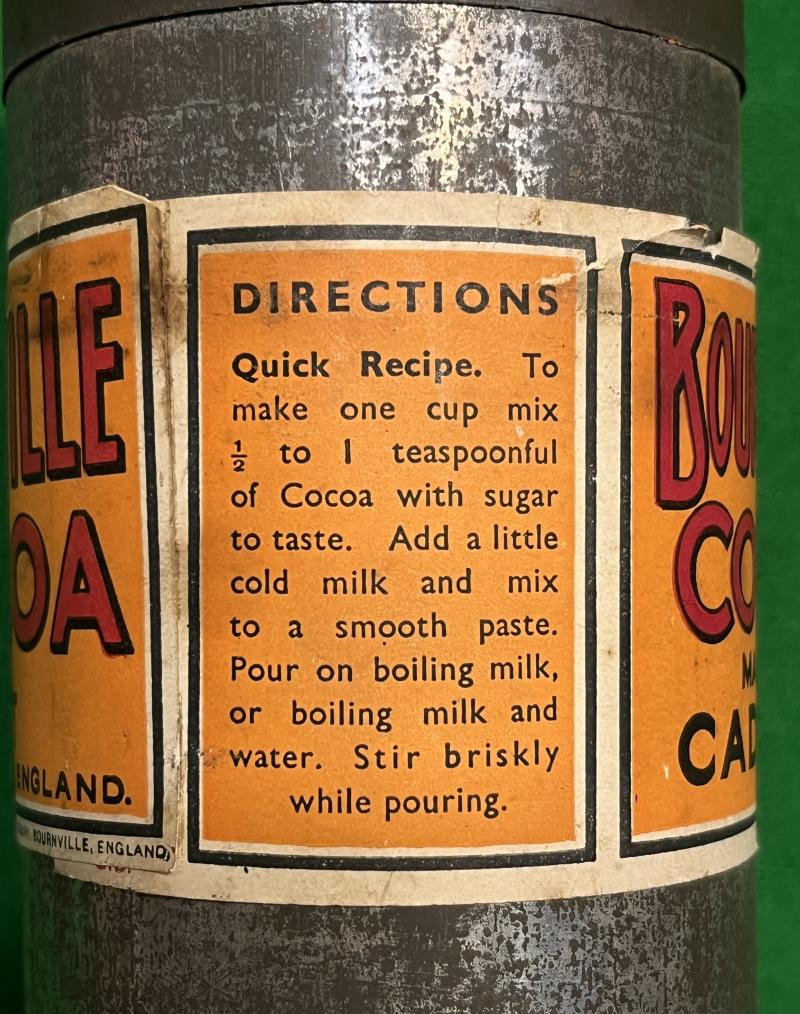 ILLE
OA
ENGLAND.
BOURNVILLE, ENGLAND
DIRECTIONS
Quick Recipe. To
make one cup mix
½ to 1 teaspoonful
of Cocoa with sugar
to taste. Add a little
cold milk and mix
to a smooth paste.
Pour on boiling milk,
or boiling milk and
water. Stir briskly
while pouring.
BOU
CO
MA
CAD